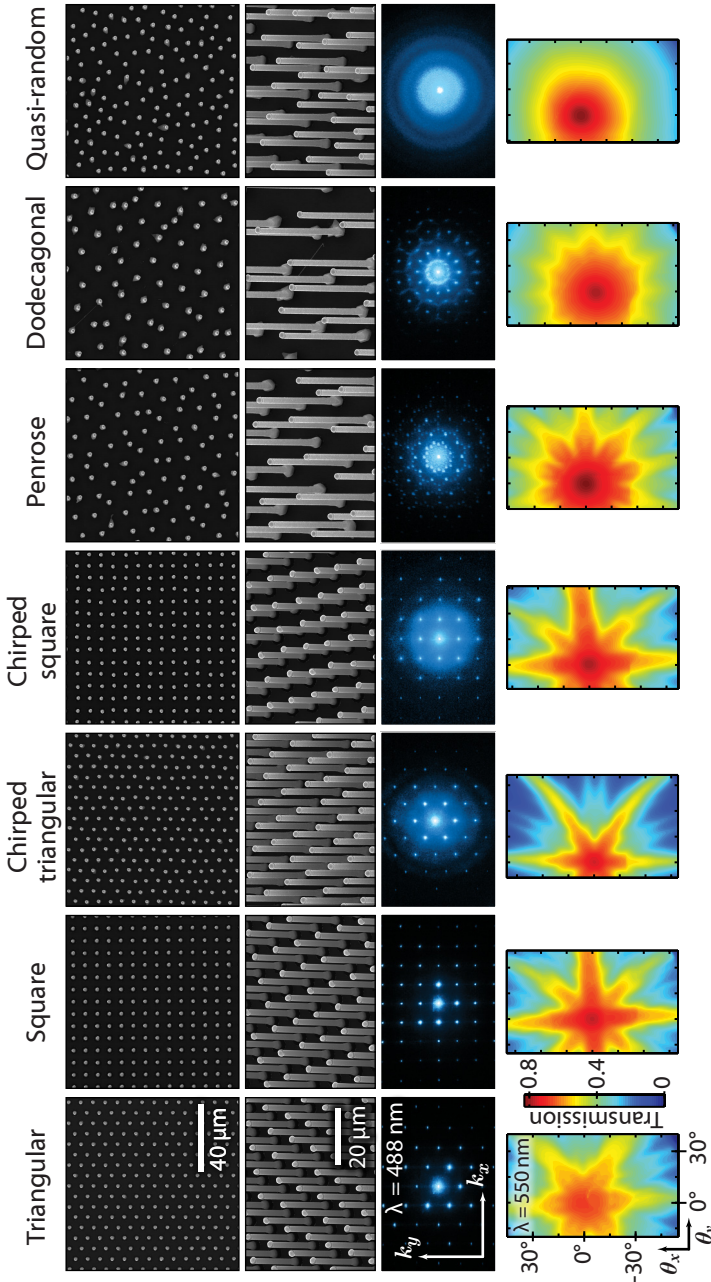 Triangular
Square
Chirped
triangular
Chirped
square
Penrose
Dodecagonal
Quasi-random
40 μm
20 μm
λ = 488 nm
k_y
k_x
λ = 550 nm
30°
0°
-30°
θ_x
θ_y
0°
30°
Transmission
0.8
0.4
0